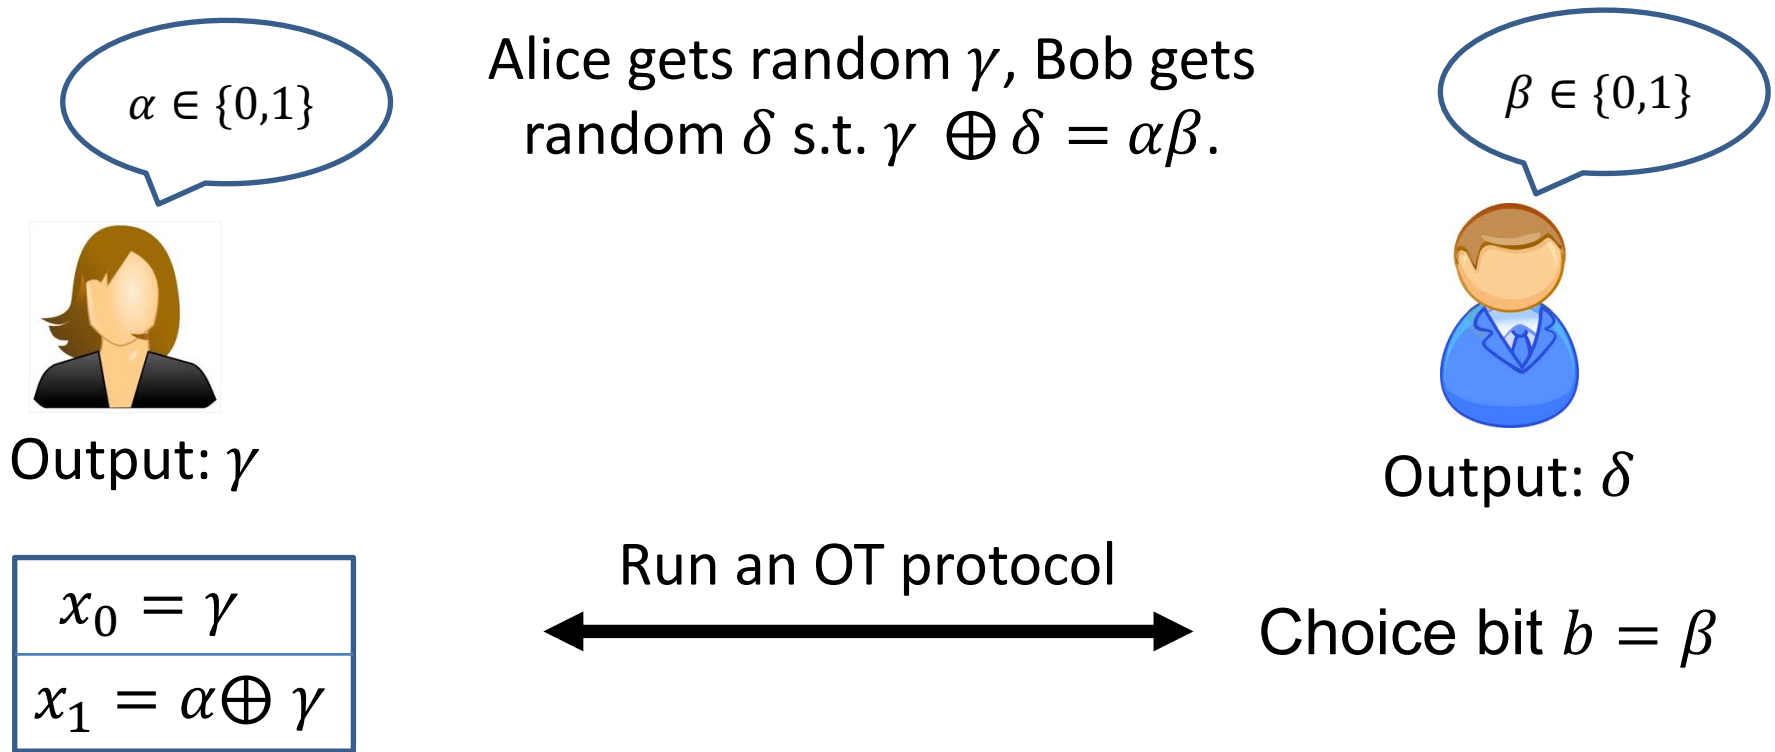 α ∈ {0,1}
Alice gets random γ, Bob gets
random δ s.t. γ ⊕ δ = αβ.
β ∈ {0,1}
Output: γ
Output: δ
Run an OT protocol
x₀ = γ
x₁ = α⊕ γ
Choice bit b = β